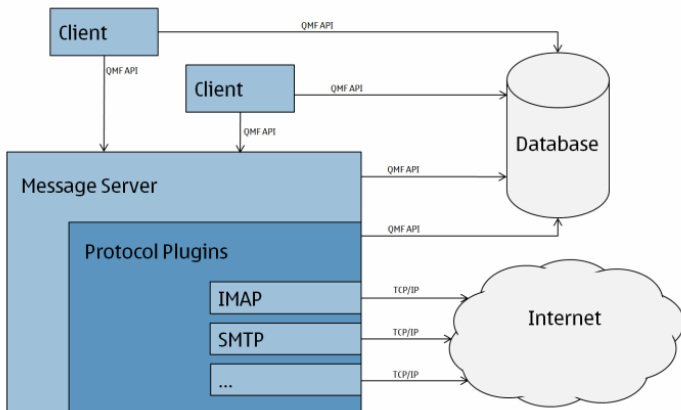 Client
QMF API
QMF API
Client
QMF API
QMF API
Database
Message Server
QMF API
Protocol Plugins
QMF API
IMAP
TCP/IP
Internet
SMTP
TCP/IP
...
TCP/IP